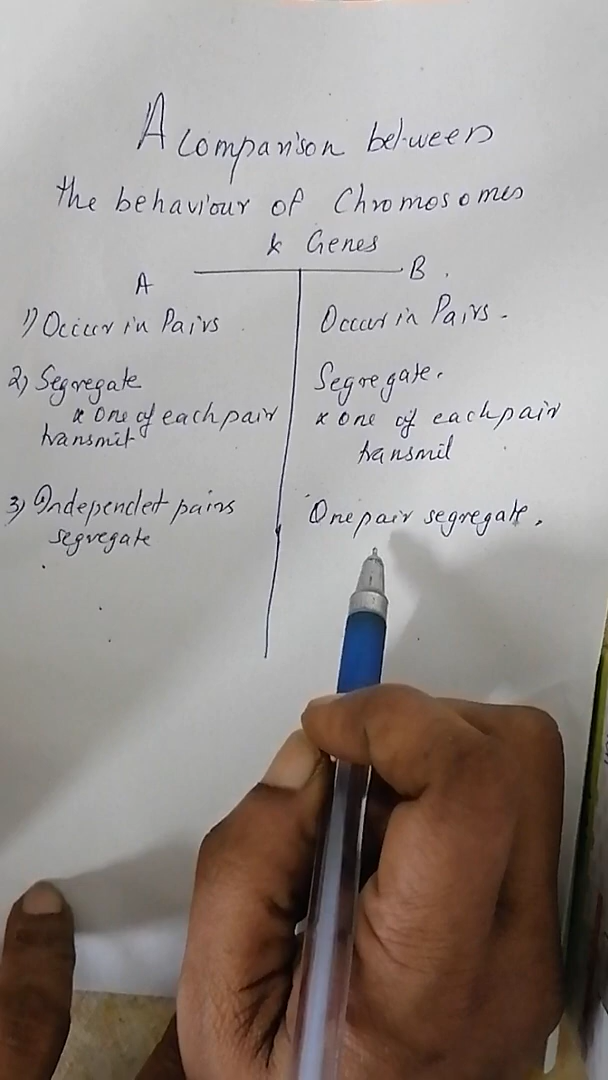 A comparison between
the behaviour of Chromosomes
& Genes
A
B.
1) Occur in Pairs
Occur in Pairs.
2) Segregate
& One of each pair
transmit
Segregate.
& One of each pair
transmit
3) Independet pairs
segregate
One pair segregate.